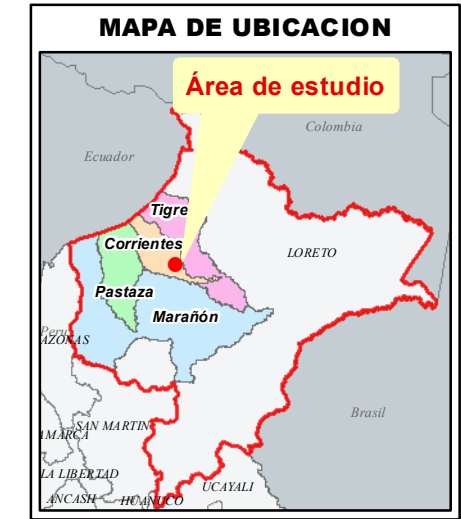 MAPA DE UBICACION
Área de estudio
Colombia
Ecuador
Tigre
Corrientes
LORETO
Pastaza
Marañón
Peru
AZONAS
Brasil
SAN MARTIN
AMARCA
LA LIBERTAD
UCAYALI
ANCASH
HUANUCO